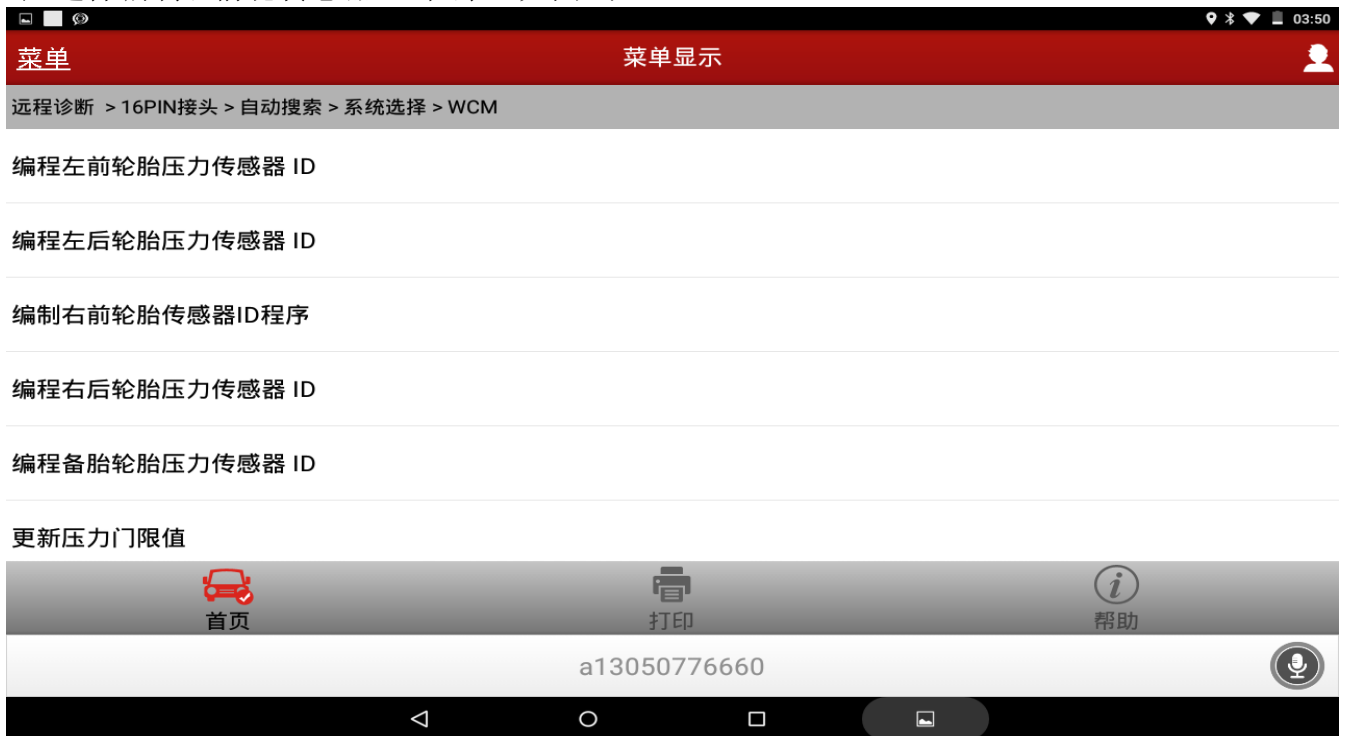 03:50
菜单 菜单显示
远程诊断 > 16PIN接头 > 自动搜索 > 系统选择 > WCM
编程左前轮胎压力传感器 ID
编程左后轮胎压力传感器 ID
编制右前轮胎传感器ID程序
编程右后轮胎压力传感器 ID
编程备胎轮胎压力传感器 ID
更新压力门限值
首页 打印 帮助
a13050776660